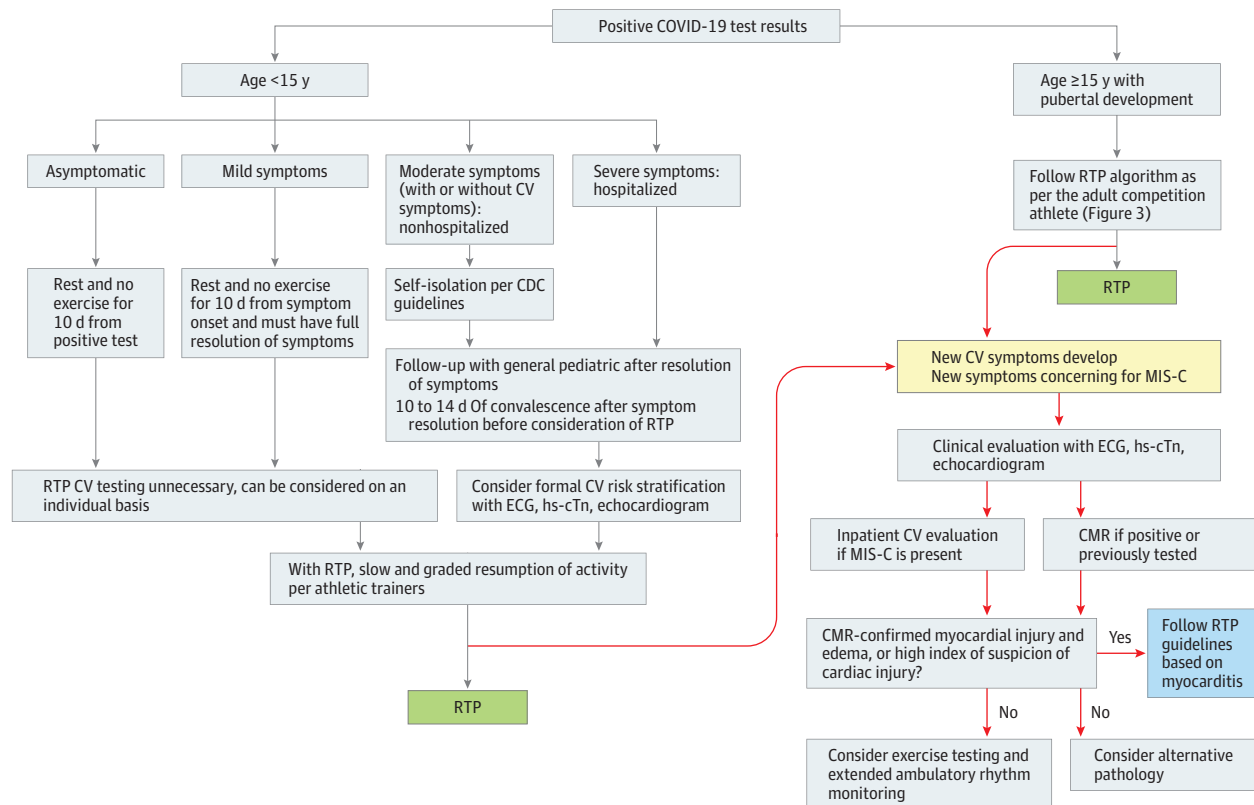 Positive COVID-19 test results
Age <15 y
Age ≥15 y with
pubertal development
Asymptomatic
Mild symptoms
Moderate symptoms
(with or without CV
symptoms):
nonhospitalized
Severe symptoms:
hospitalized
Follow RTP algorithm as
per the adult competition
athlete (Figure 3)
Rest and no
exercise for
10 d from
positive test
Rest and no exercise
for 10 d from symptom
onset and must have full
resolution of symptoms
Self-isolation per CDC
guidelines
RTP
Follow-up with general pediatric after resolution
of symptoms
10 to 14 d Of convalescence after symptom
resolution before consideration of RTP
New CV symptoms develop
New symptoms concerning for MIS-C
Clinical evaluation with ECG, hs-cTn,
echocardiogram
RTP CV testing unnecessary, can be considered on an
individual basis
Consider formal CV risk stratification
with ECG, hs-cTn, echocardiogram
Inpatient CV evaluation
if MIS-C is present
CMR if positive or
previously tested
With RTP, slow and graded resumption of activity
per athletic trainers
CMR-confirmed myocardial injury and
edema, or high index of suspicion of
cardiac injury?
Yes
Follow RTP
guidelines
based on
myocarditis
RTP
No
No
Consider exercise testing and
extended ambulatory rhythm
monitoring
Consider alternative
pathology